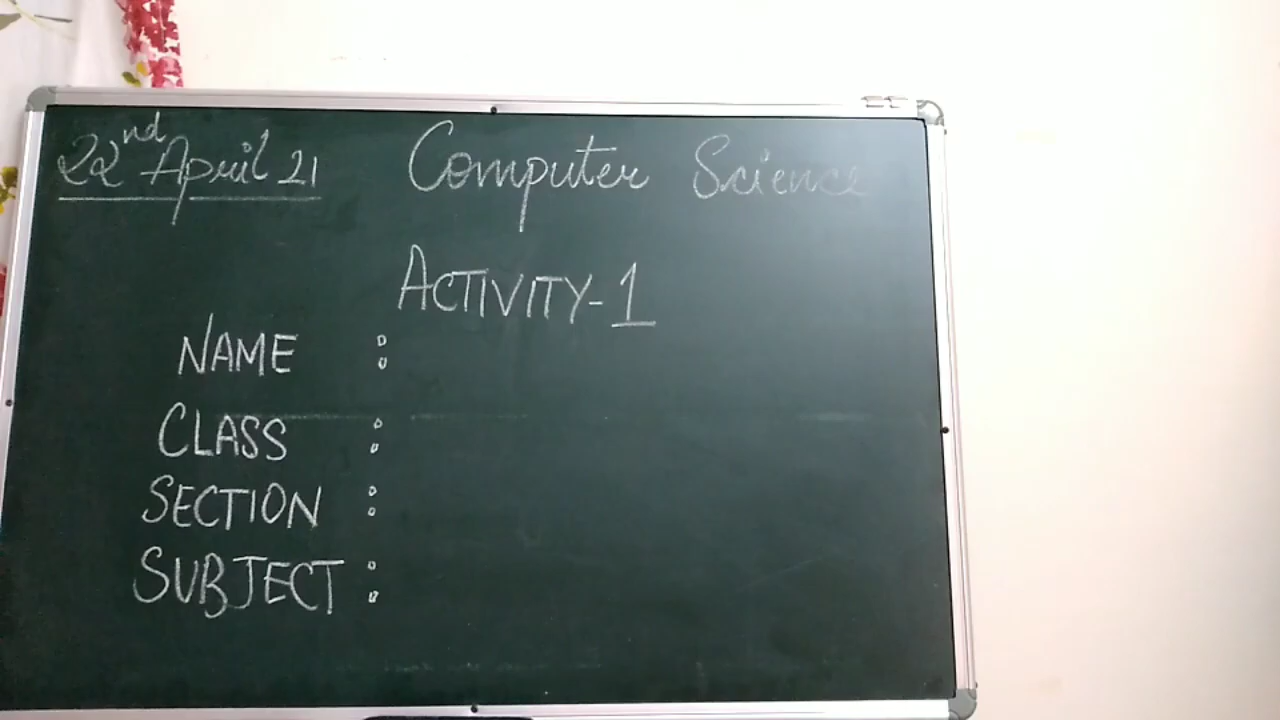 22nd April 21 Computer Science
ACTIVITY-1
NAME :
CLASS :
SECTION :
SUBJECT :